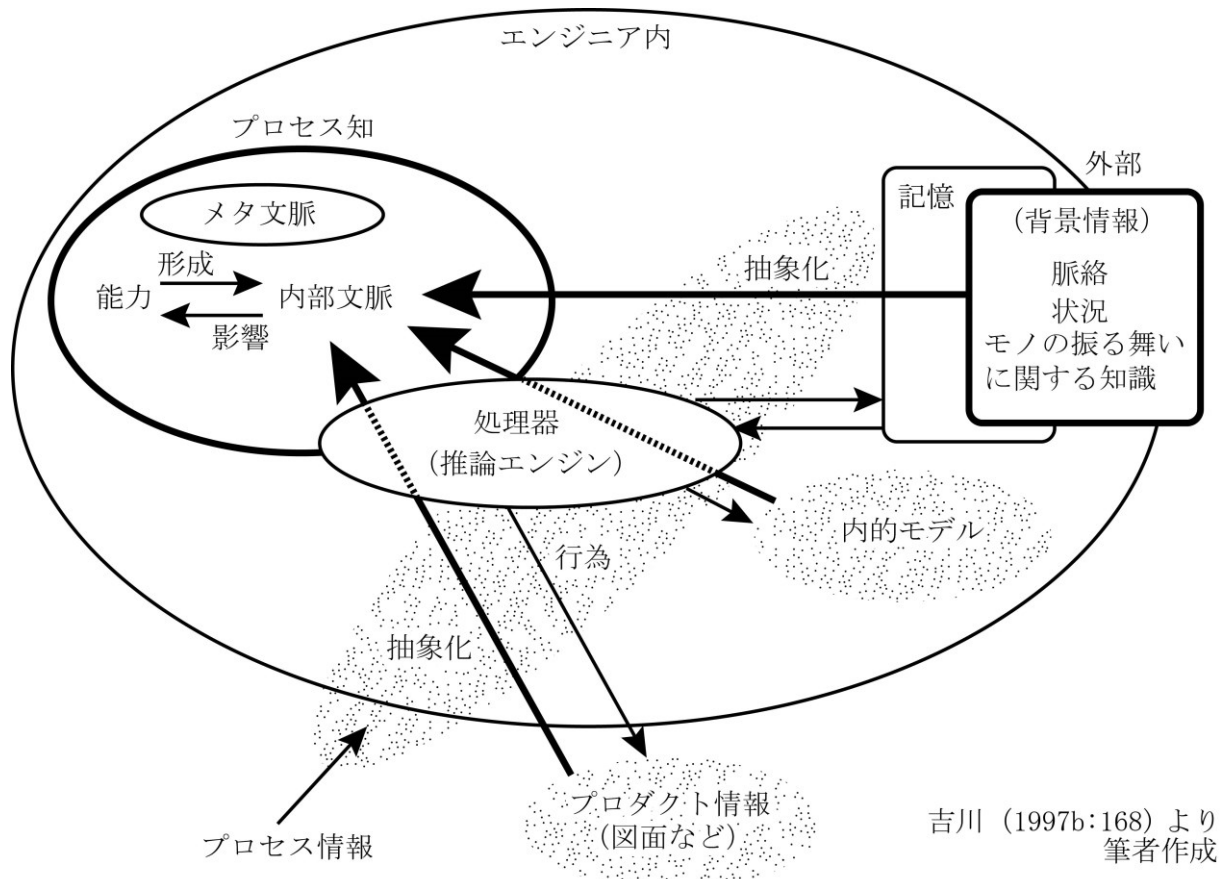 エンジニア内
プロセス知
外部
メタ文脈
記憶
(背景情報)
形成
抽象化
脈絡
能力
内部文脈
状況
影響
モノの振る舞い
に関する知識
処理器
(推論エンジン)
内的モデル
行為
抽象化
プロダクト情報
(図面など)
プロセス情報
吉川 (1997b:168) より
筆者作成